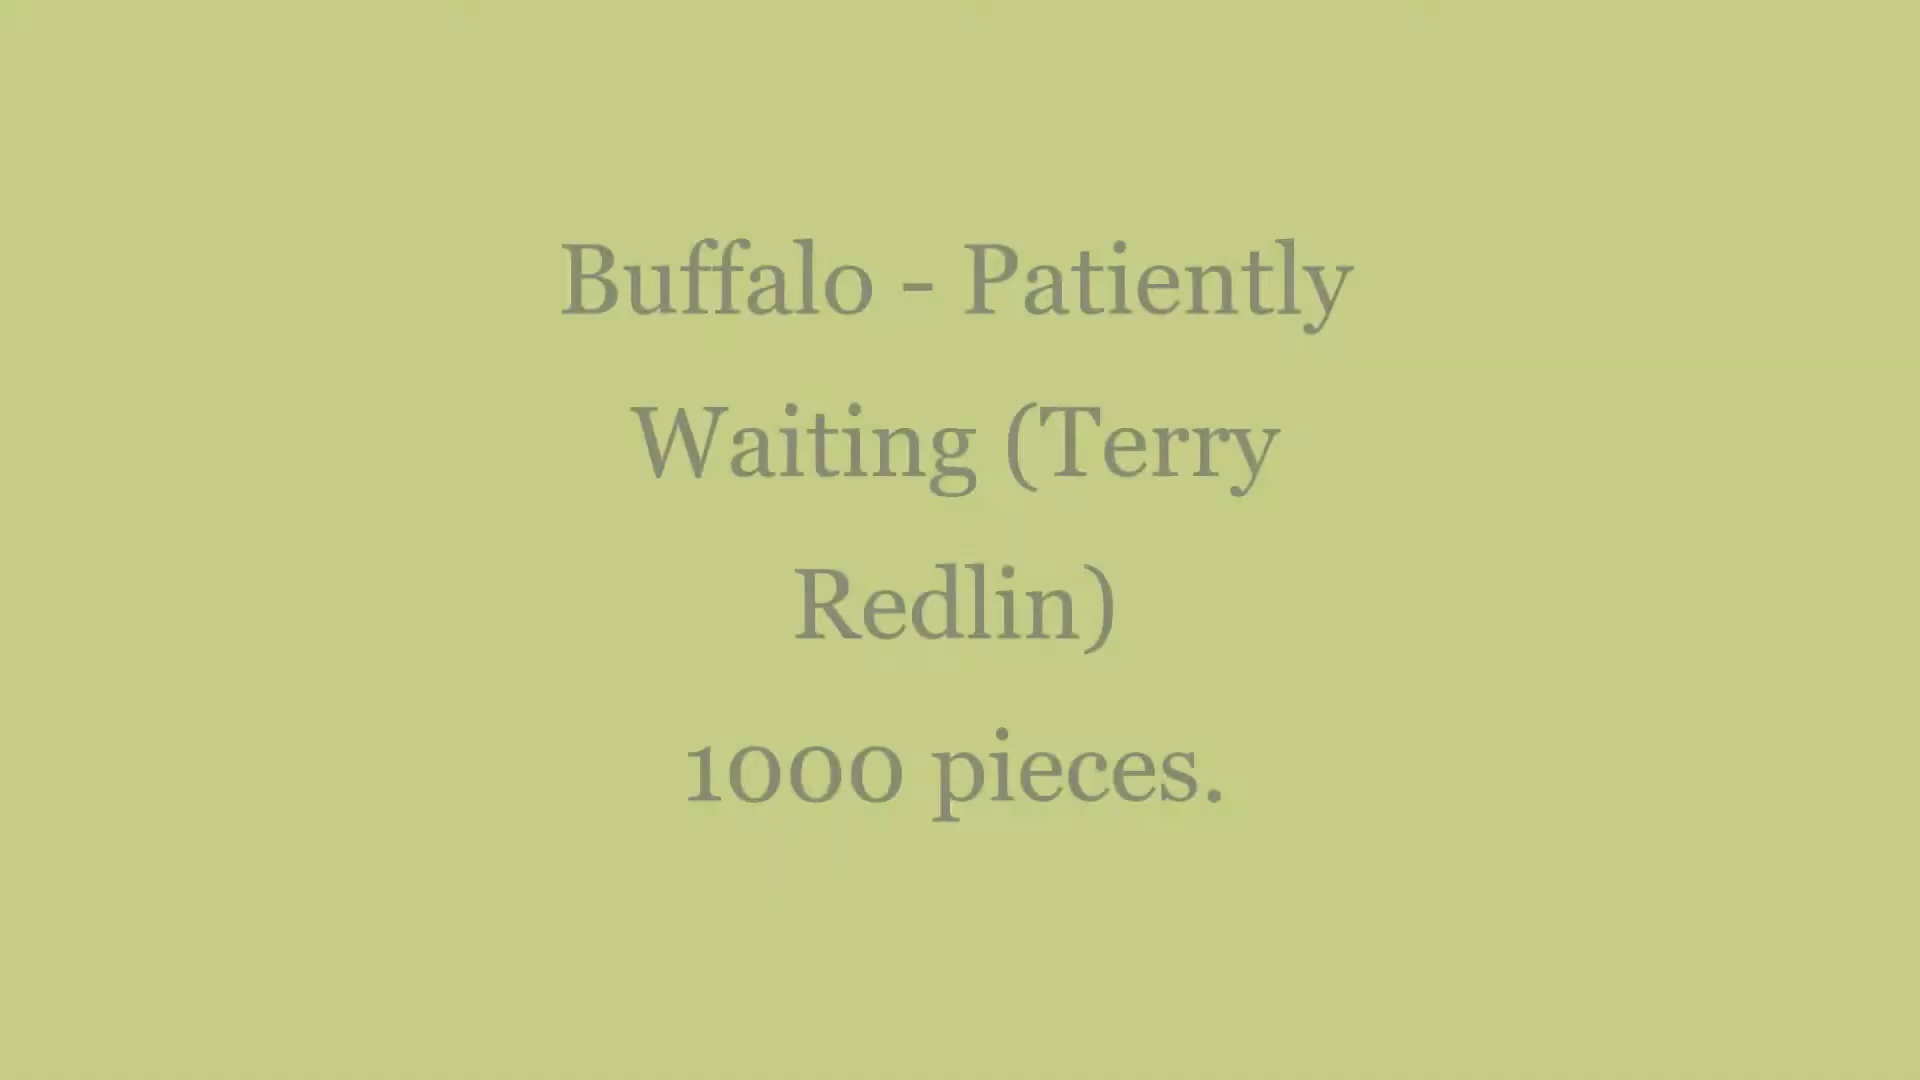 Buffalo - Patiently
Waiting (Terry
Redlin)
1000 pieces.